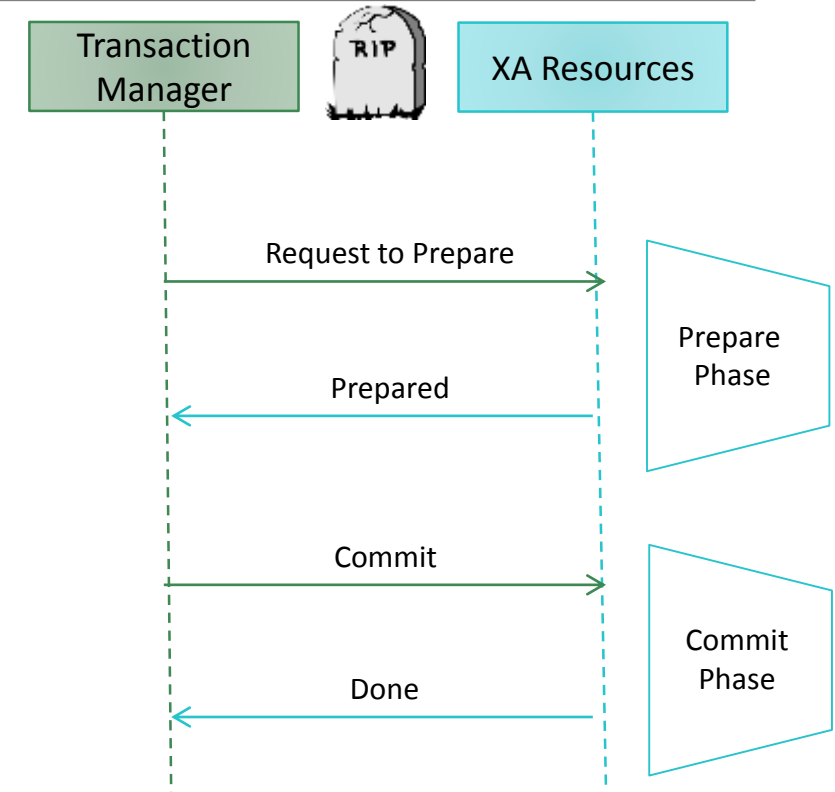 Transaction
Manager
RIP
XA Resources
Request to Prepare
Prepare
Phase
Prepared
Commit
Commit
Phase
Done